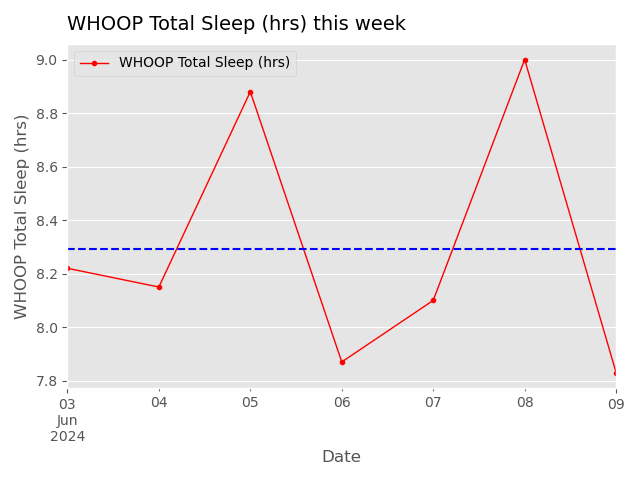 WHOOP Total Sleep (hrs) this week
WHOOP Total Sleep (hrs)
WHOOP Total Sleep (hrs)
9.0
8.8
8.6
8.4
8.2
8.0
7.8
03 04 05 06 07 08 09
Jun
2024
Date